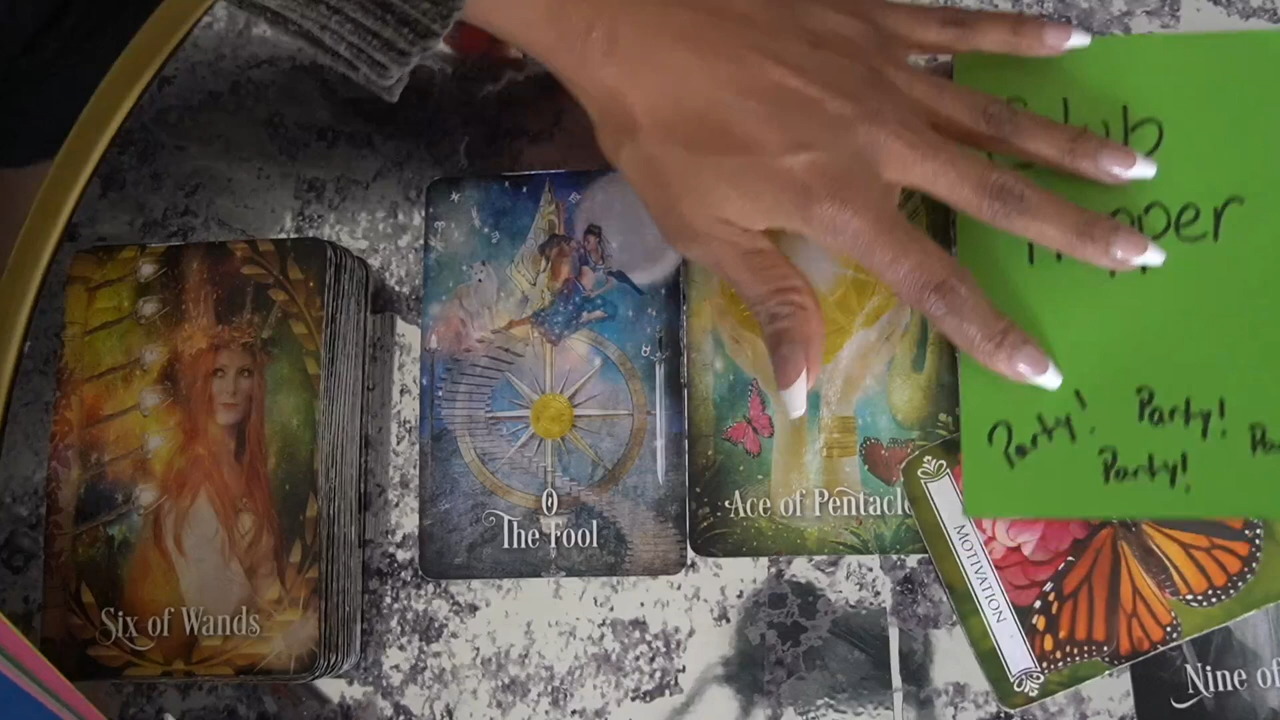 Six of Wands
0
The Fool
Ace of Pentacle
MOTIVATION
Party! Party!
Party!
Nine of